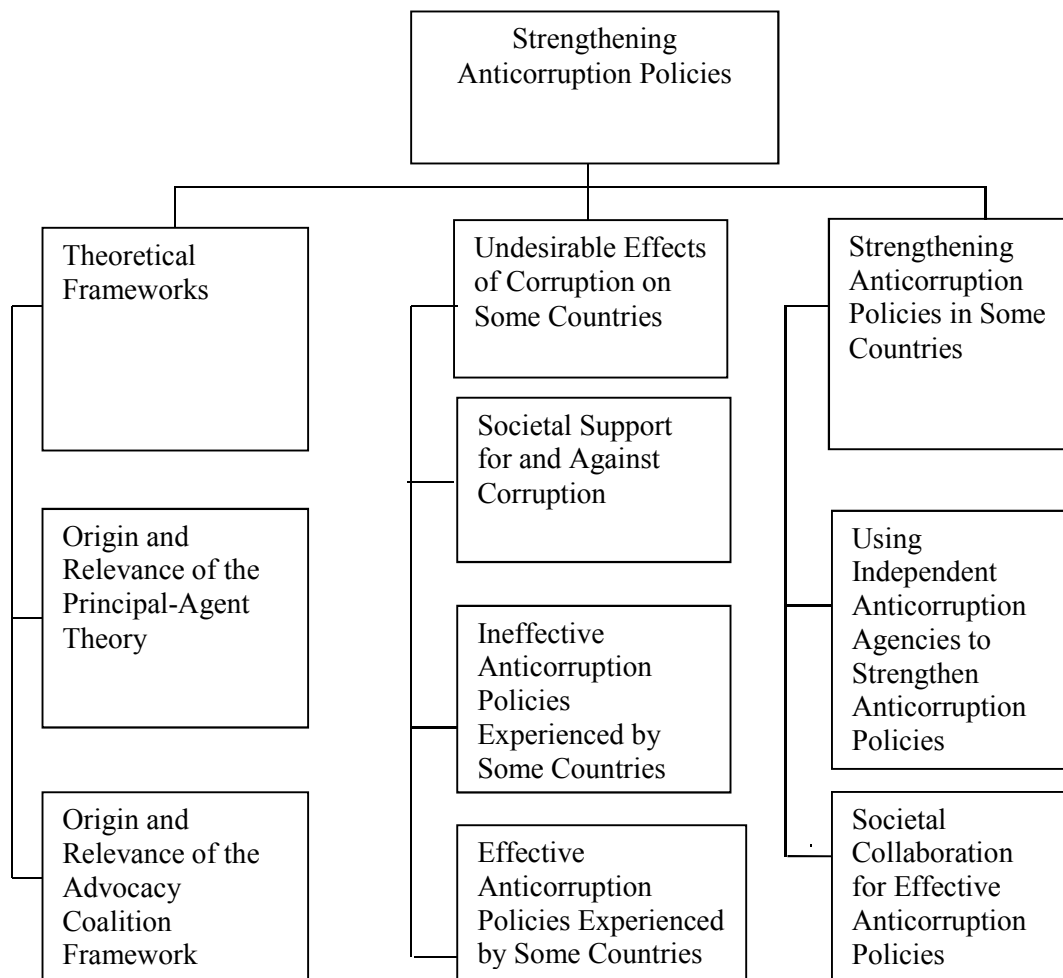 Strengthening
Anticorruption Policies
Theoretical
Frameworks
Origin and
Relevance of the
Principal-Agent
Theory
Origin and
Relevance of the
Advocacy
Coalition
Framework
Undesirable Effects
of Corruption on
Some Countries
Societal Support
for and Against
Corruption
Ineffective
Anticorruption
Policies
Experienced by
Some Countries
Effective
Anticorruption
Policies Experienced
by Some Countries
Strengthening
Anticorruption
Policies in Some
Countries
Using
Independent
Anticorruption
Agencies to
Strengthen
Anticorruption
Policies
Societal
Collaboration
for Effective
Anticorruption
Policies